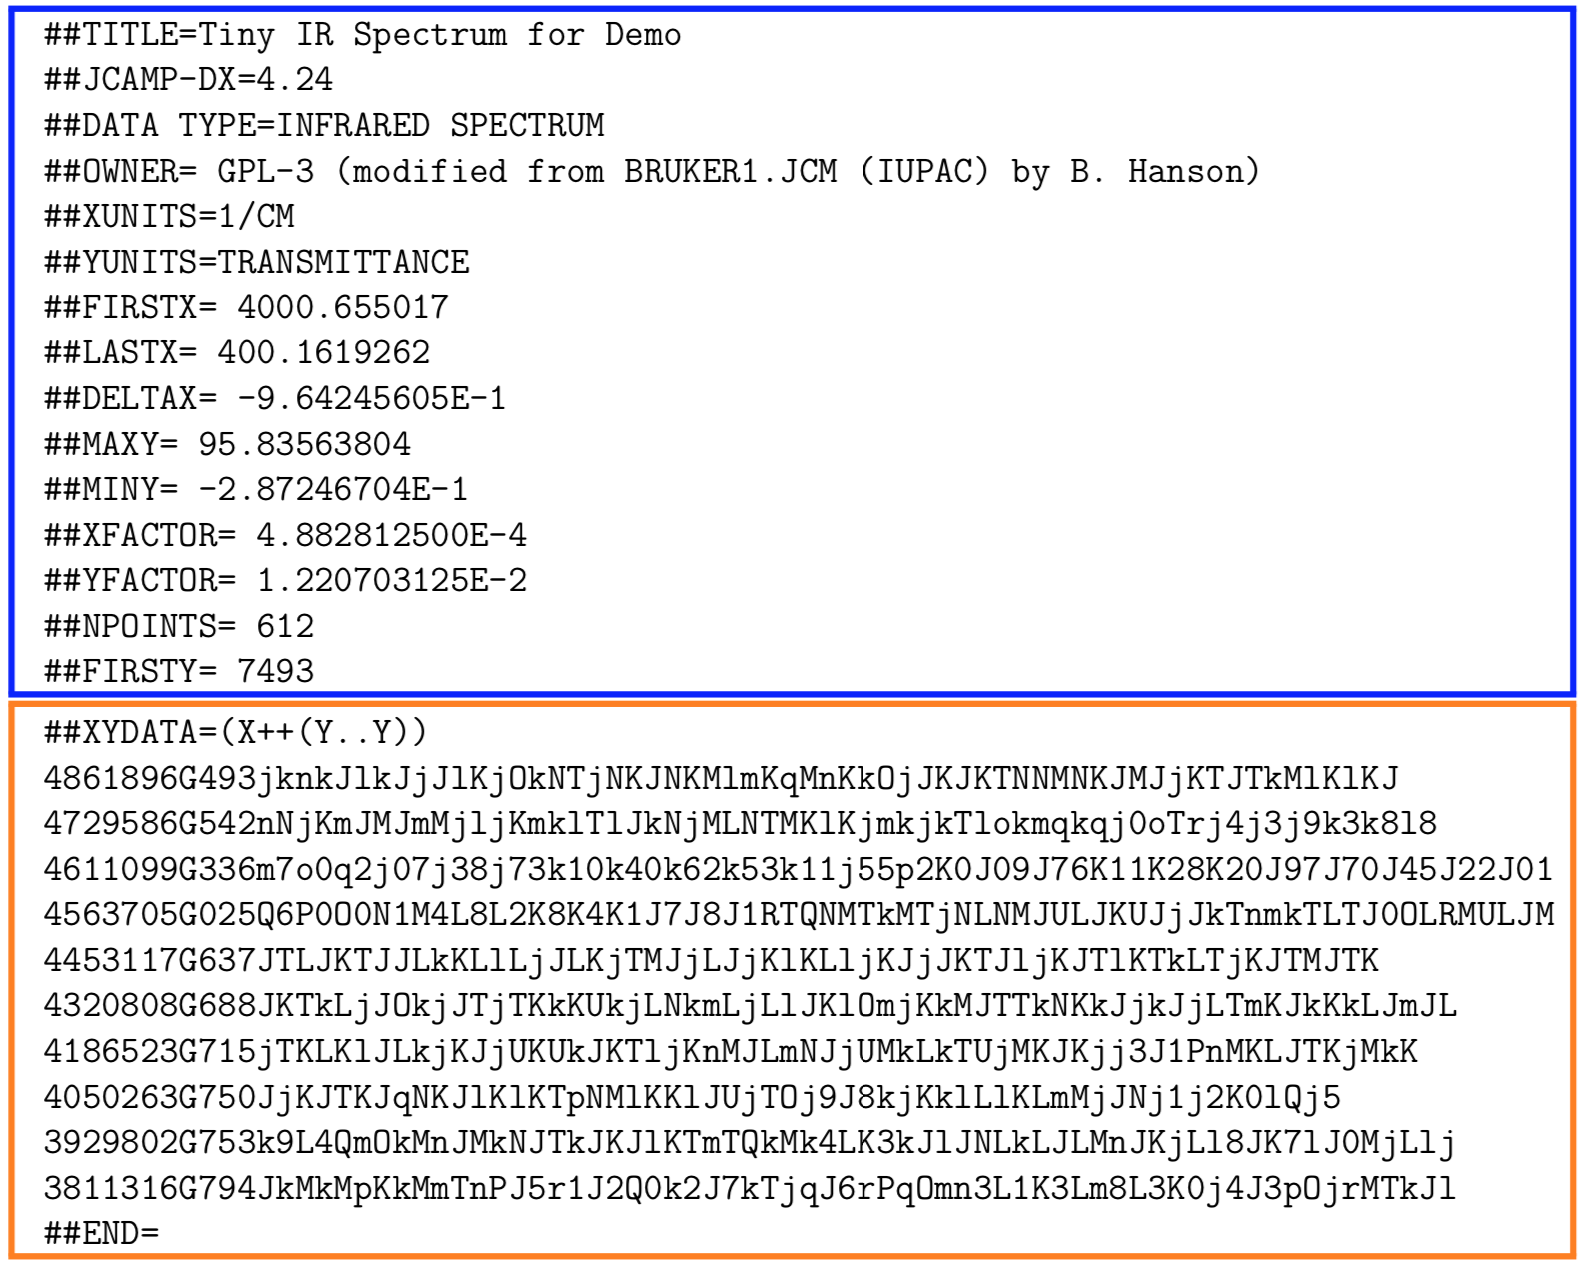 ##TITLE=Tiny IR Spectrum for Demo
##JCAMP-DX=4.24
##DATA TYPE=INFRARED SPECTRUM
##OWNER= GPL-3 (modified from BRUKER1.JCM (IUPAC) by B. Hanson)
##XUNITS=1/CM
##YUNITS=TRANSMITTANCE
##FIRSTX= 4000.655017
##LASTX= 400.1619262
##DELTAX= -9.64245605E-1
##MAXY= 95.83563804
##MINY= -2.87246704E-1
##XFACTOR= 4.882812500E-4
##YFACTOR= 1.220703125E-2
##NPOINTS= 612
##FIRSTY= 7493
##XYDATA=(X++(Y..Y))
4861896G493jknkJlkJjJlKjOkNTjNKJNKMlmKqMnKkOjJKJKTNNMNKJMJjKTJTkMlKlKJ
4729586G542nNjKmJMJmMjljKmklTlJkNjMLNTMKlKjmkjkTlokmqkqj0oTrj4j3j9k3k8l8
4611099G336m7o0q2j07j38j73k10k40k62k53k11j55p2K0J09J76K11K28K20J97J70J45J22J01
4563705G025Q6P0O0N1M4L8L2K8K4K1J7J8J1RTQNMTkMTjNLNMJULJKUJjJkTnmkTLTJ0OLRMULJM
4453117G637JTLJKTJJLkKLlLjJLKjTMJjLJjKlKLljKJjJKTJljKJTlKTkLTjKJTMJTK
4320808G688JKTkLjJOkjJTjTKkKUkjLNkmLjLlJKlOmjKkMJTTkNKkJjkJjLTmKJkKkLJmJL
4186523G715jTKLKlJLkjKJjUKUkJKTljKnMJLmNJjUMkLkTUjMKJKjj3J1PnMKLJTKjMkK
4050263G750JjKJTKJqNKJlKlKTpNMlKKlJUjTOj9J8kjKklLlKLmMjJNj1j2K0lQj5
3929802G753k9L4QmOkMnJMkNJTkJKJlKTmTQkMk4LK3kJlJNLkLJLMnJKjLl8JK7lJ0MjLlj
3811316G794JkMkMpKkMmTnPJ5r1J2Q0k2J7kTjqJ6rPqOmn3L1K3Lm8L3K0j4J3pOjrMTkJl
##END=